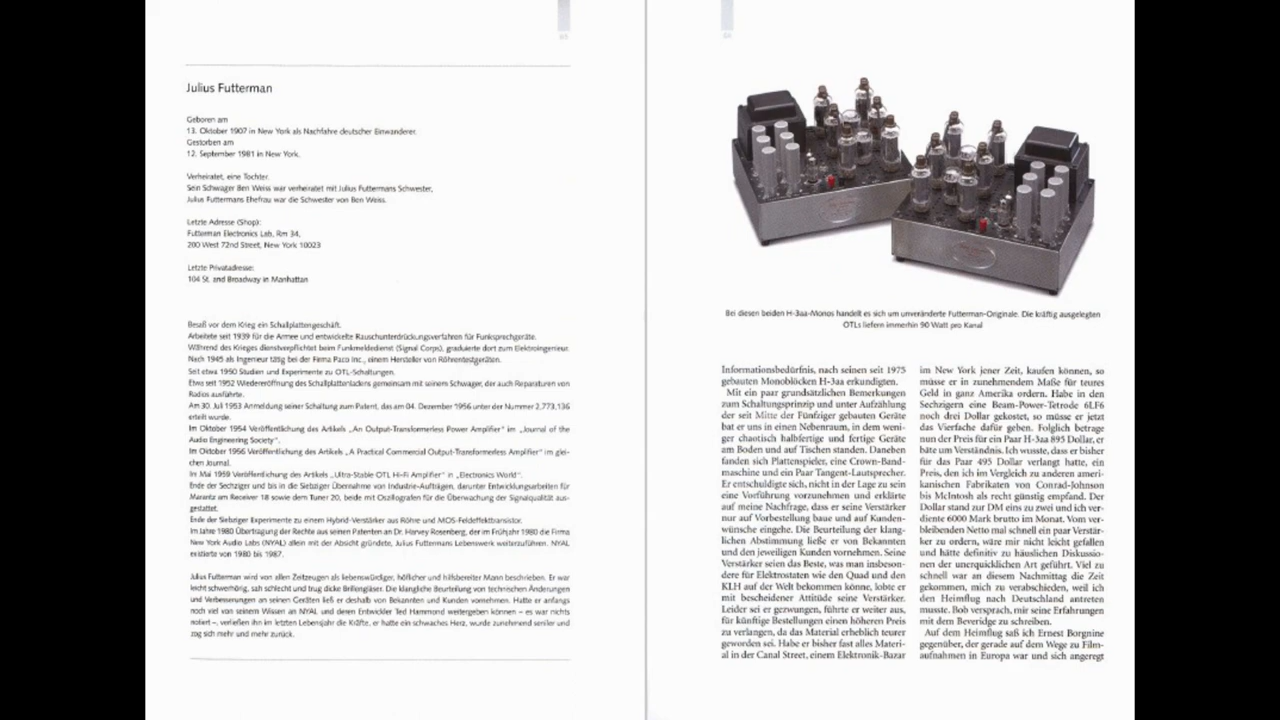 Julius Futterman
Geboren am
13. Oktober 1907 in New York als Nachfahre deutscher Einwanderer.
Gestorben am
12. September 1981 in New York.
Verheiratet, eine Tochter.
Sein Schwager Ben Weiss war verheiratet mit Julius Futtermans Schwester,
Julius Futtermans Ehefrau war die Schwester von Ben Weiss.
Letzte Adresse (Shop):
Futterman Electronics Lab, Rm 34,
200 West 72nd Street, New York 10023
Letzte Privatadresse:
104 St. and Broadway in Manhattan
Besaß vor dem Krieg ein Schallplattengeschäft.
Arbeitete seit 1939 für die Armee und entwickelte Rauschunterdrückungsverfahren für Funksprechgeräte.
Während des Krieges dienstverpflichtet beim Funkmeldedienst (Signal Corps), graduierte dort zum Elektroingenieur.
Nach 1945 als Ingenieur tätig bei der Firma Paco Inc., einem Hersteller von Röhrentestgeräten.
Seit etwa 1950 Studien und Experimente zu OTL-Schaltungen.
Etwa seit 1952 Wiedereröffnung des Schallplattenladens gemeinsam mit seinem Schwager, der auch Reparaturen von
Radios ausführte.
Am 30. Juli 1953 Anmeldung seiner Schaltung zum Patent, das am 04. Dezember 1956 unter der Nummer 2,773,136
erteilt wurde.
Im Oktober 1954 Veröffentlichung des Artikels „An Output-Transformerless Power Amplifier“ im „Journal of the
Audio Engineering Society“.
Im Oktober 1956 Veröffentlichung des Artikels „A Practical Commercial Output-Transformerless Amplifier“ im glei-
chen Journal.
Im Mai 1959 Veröffentlichung des Artikels „Ultra-Stable OTL Hi-Fi Amplifier“ in „Electronics World“.
Ende der Sechziger und bis in die Siebziger Übernahme von Industrie-Aufträgen, darunter Entwicklungsarbeiten für
Marantz am Receiver 18 sowie dem Tuner 20, beide mit Oszillografen für die Überwachung der Signalqualität aus-
gestattet.
Ende der Siebziger Experimente zu einem Hybrid-Verstärker aus Röhre und MOS-Feldeffekttransistor.
Im Jahre 1980 Übertragung der Rechte aus seinen Patenten an Dr. Harvey Rosenberg, der im Frühjahr 1980 die Firma
New York Audio Labs (NYAL) allein mit der Absicht gründete, Julius Futtermans Lebenswerk weiterzuführen. NYAL
existierte von 1980 bis 1987.
Julius Futterman wird von allen Zeitzeugen als liebenswürdiger, höflicher und hilfsbereiter Mann beschrieben. Er war
leicht schwerhörig, sah schlecht und trug dicke Brillengläser. Die klangliche Beurteilung von technischen Änderungen
und Verbesserungen an seinen Geräten ließ er deshalb von Bekannten und Kunden vornehmen. Hatte er anfangs
noch viel von seinem Wissen an NYAL und deren Entwickler Ted Hammond weitergeben können – es war nichts
notiert –, verließen ihn im letzten Lebensjahr die Kräfte, er hatte ein schwaches Herz, wurde zunehmend seniler und
zog sich mehr und mehr zurück.
Bei diesen beiden H-3aa-Monos handelt es sich um unveränderte Futterman-Originale. Die kräftig ausgelegten
OTLs liefern immerhin 90 Watt pro Kanal
Informationsbedürfnis, nach seinen seit 1975
gebauten Monoblöcken H-3aa erkundigten.
Mit ein paar grundsätzlichen Bemerkungen
zum Schaltungsprinzip und unter Aufzählung
der seit Mitte der Fünfziger gebauten Geräte
bat er uns in einen Nebenraum, in dem weni-
ger chaotisch halbfertige und fertige Geräte
am Boden und auf Tischen standen. Daneben
fanden sich Plattenspieler, eine Crown-Band-
maschine und ein Paar Tangent-Lautsprecher.
Er entschuldigte sich, nicht in der Lage zu sein
eine Vorführung vorzunehmen und erklärte
auf meine Nachfrage, dass er seine Verstärker
nur auf Vorbestellung baue und auf Kunden-
wünsche eingehe. Die Beurteilung der klang-
lichen Abstimmung ließe er von Bekannten
und den jeweiligen Kunden vornehmen. Seine
Verstärker seien das Beste, was man insbeson-
dere für Elektrostaten wie den Quad und den
KLH auf der Welt bekommen könne, lobte er
mit bescheidener Attitüde seine Verstärker.
Leider sei er gezwungen, führte er weiter aus,
für künftige Bestellungen einen höheren Preis
zu verlangen, da das Material erheblich teurer
geworden sei. Habe er bisher fast alles Materi-
al in der Canal Street, einem Elektronik-Bazar
im New York jener Zeit, kaufen können, so
müsse er in zunehmendem Maße für teures
Geld in ganz Amerika ordern. Habe in den
Sechzigern eine Beam-Power-Tetrode 6LF6
noch drei Dollar gekostet, so müsse er jetzt
das Vierfache dafür geben. Folglich betrage
nun der Preis für ein Paar H-3aa 895 Dollar, er
bäte um Verständnis. Ich wusste, dass er bisher
für das Paar 495 Dollar verlangt hatte, ein
Preis, den ich im Vergleich zu anderen ameri-
kanischen Fabrikaten von Conrad-Johnson
bis McIntosh als recht günstig empfand. Der
Dollar stand zur DM eins zu zwei und ich ver-
diente 6000 Mark brutto im Monat. Vom ver-
bleibenden Netto mal schnell ein paar Verstär-
ker zu ordern, wäre mir nicht leicht gefallen
und hätte definitiv zu häuslichen Diskussio-
nen der unerquicklichen Art geführt. Viel zu
schnell war an diesem Nachmittag die Zeit
gekommen, mich zu verabschieden, weil ich
den Heimflug nach Deutschland antreten
musste. Bob versprach, mir seine Erfahrungen
mit dem Beveridge zu schreiben.
Auf dem Heimflug saß ich Ernest Borgnine
gegenüber, der gerade auf dem Wege zu Film-
aufnahmen in Europa war und sich angeregt